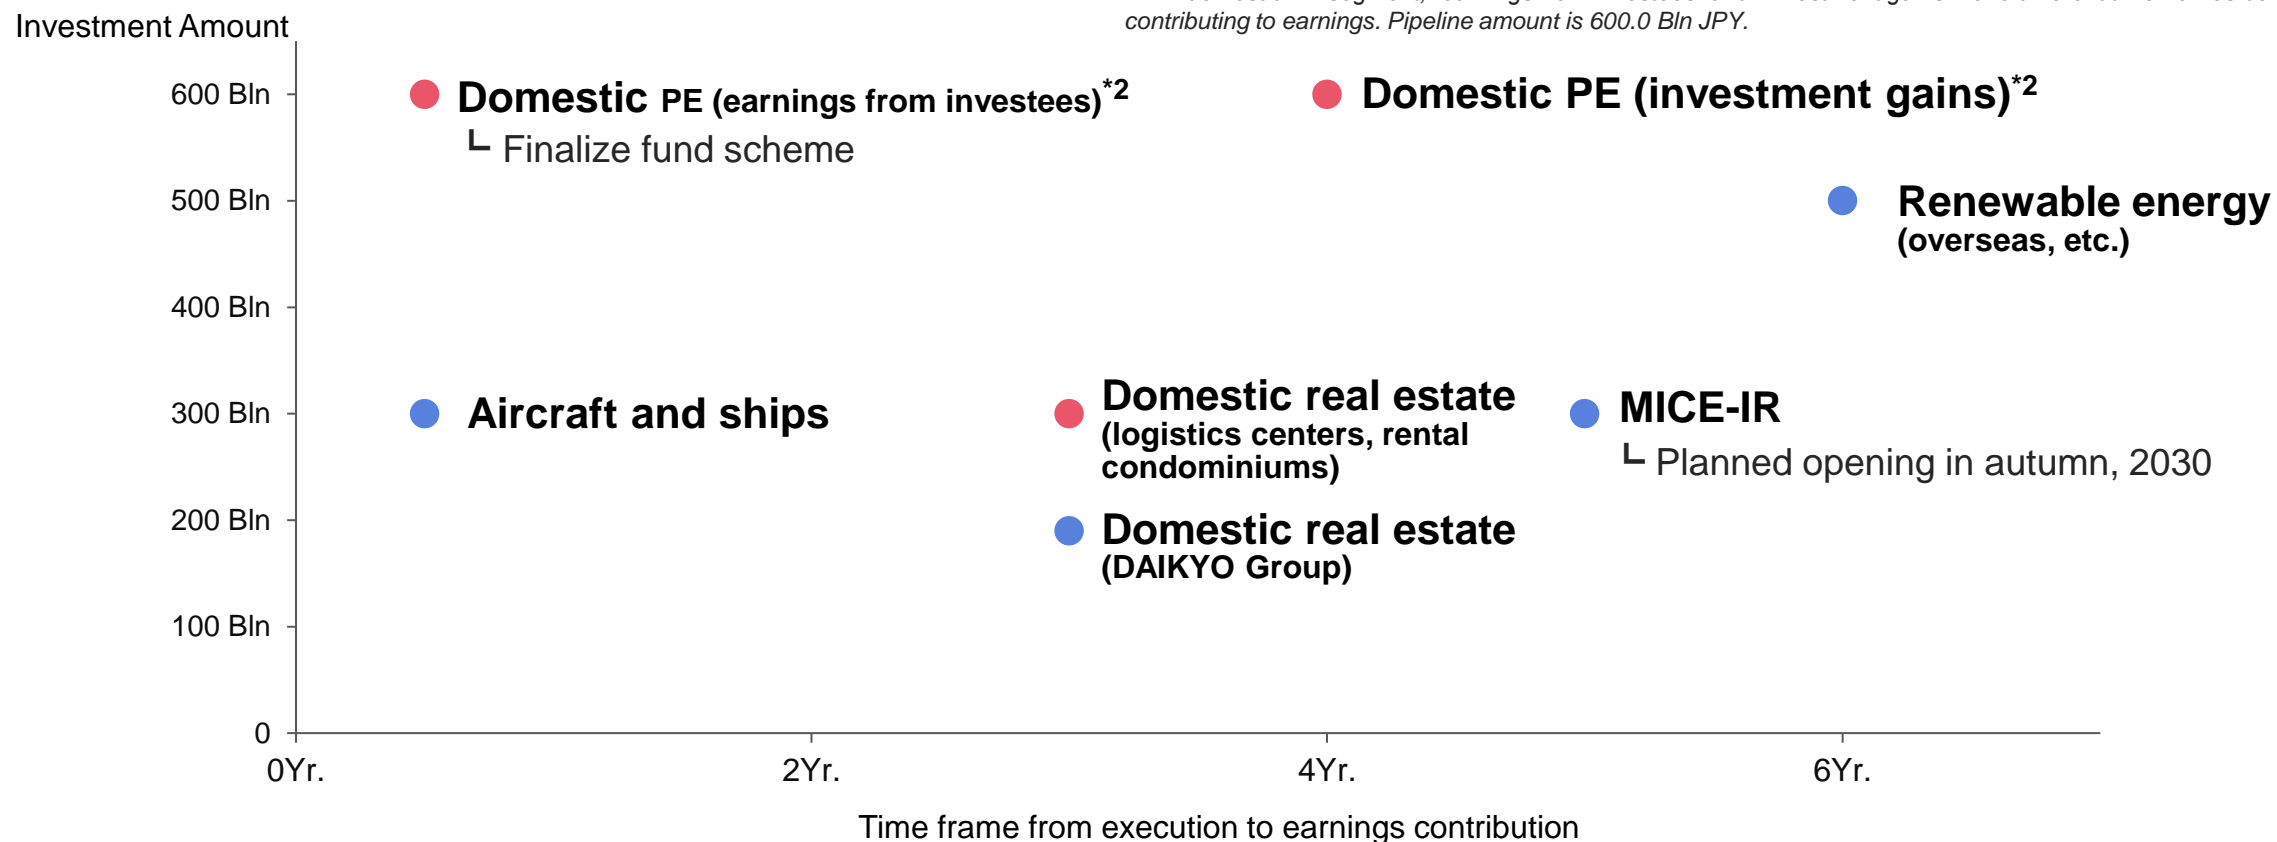 contributing to earnings. Pipeline amount is 600.0 Bln JPY.
Investment Amount
600 Bln
Domestic PE (earnings from investees)*2
Finalize fund scheme
Domestic PE (investment gains)*2
500 Bln
Renewable energy
(overseas, etc.)
400 Bln
300 Bln
Aircraft and ships
Domestic real estate
(logistics centers, rental
condominiums)
MICE-IR
Planned opening in autumn, 2030
200 Bln
Domestic real estate
(DAIKYO Group)
100 Bln
0
0Yr.
2Yr.
4Yr.
6Yr.
Time frame from execution to earnings contribution